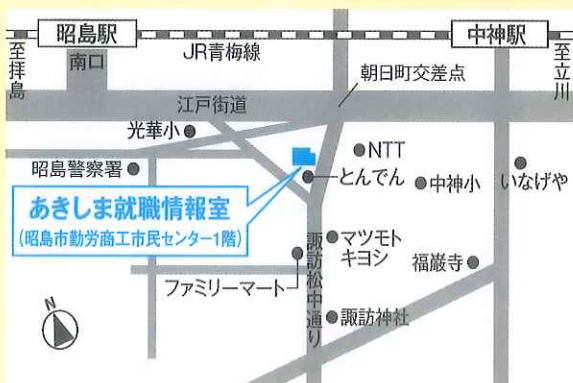 昭島駅
中神駅
至拝島
南口
JR青梅線
至立川
朝日町交差点
江戸街道
光華小
NTT
昭島警察署
とんでん
中神小
いなげや
あきしま就職情報室
(昭島市勤労商工市民センター1階)
マツモト
キヨシ
諏訪松中通り
福厳寺
ファミリーマート
諏訪神社
N